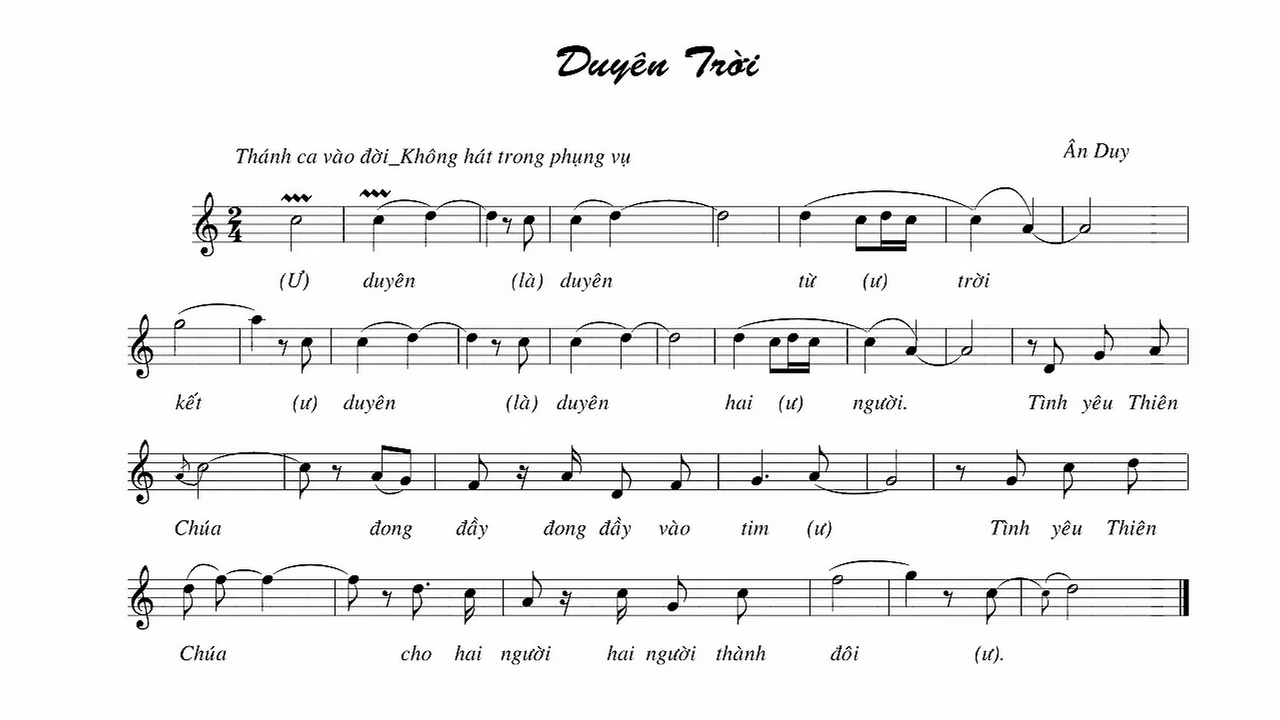 Duyên Trời
Thánh ca vào đời_Không hát trong phụng vụ
Ân Duy
2
4
(Ư) duyên (là) duyên từ (ư) trời
kết (ư) duyên (là) duyên hai (ư) người. Tình yêu Thiên
Chúa đong đầy đong đầy vào tim (ư) Tình yêu Thiên
Chúa cho hai người hai người thành đôi (ư).